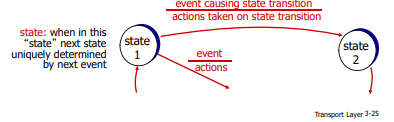 event causing state transition
actions taken on state transition
state: when in this
"state" next state
uniquely determined
by next event
state
1
event
actions
state
2
Transport Layer 3-25